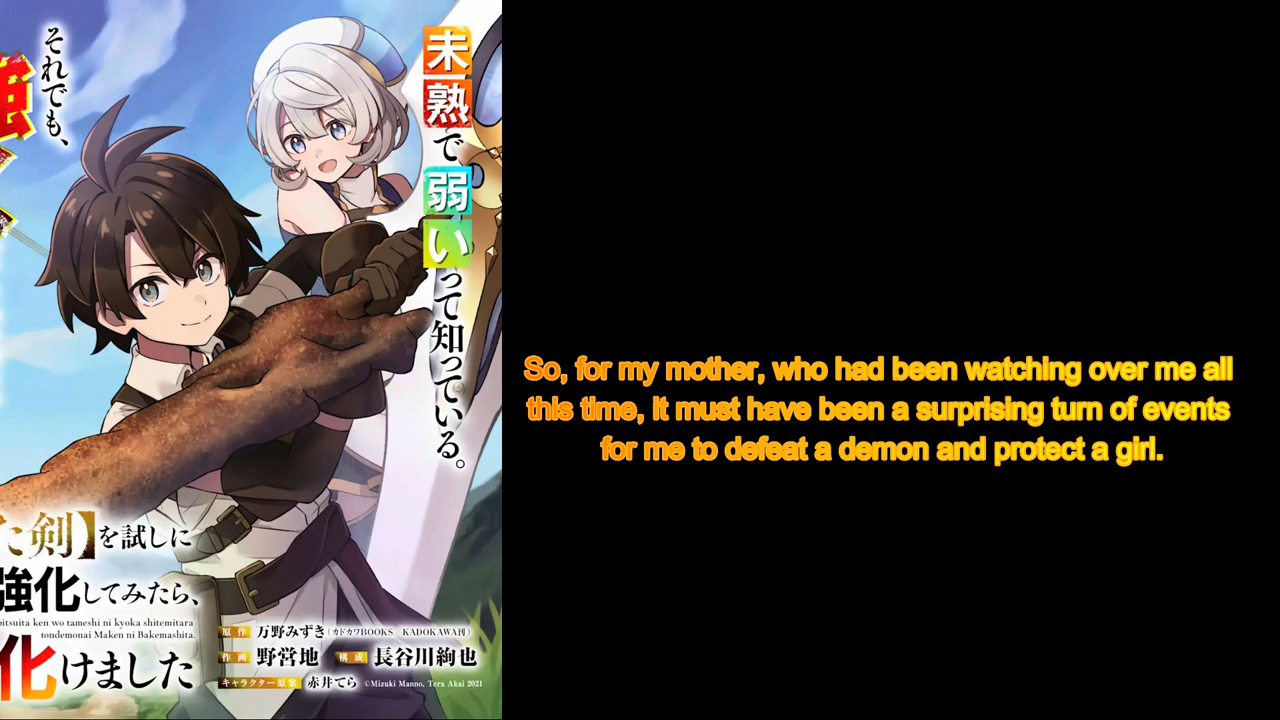 未熟で弱いって知っている。
それでも、
強
た剣】を試しに
強化してみたら、
bitsuita ken wo tameshi ni kyoka shitemitara
tondemonai Maken ni Bakemashita.
化けました
原作 万野みずき(カドカワBOOKS/KADOKAWA刊)
作画 野営地 構成 長谷川絢也
キャラクター原案 赤井てら ©Mizuki Manno, Tera Akai 2021
So, for my mother, who had been watching over me all
this time, it must have been a surprising turn of events
for me to defeat a demon and protect a girl.